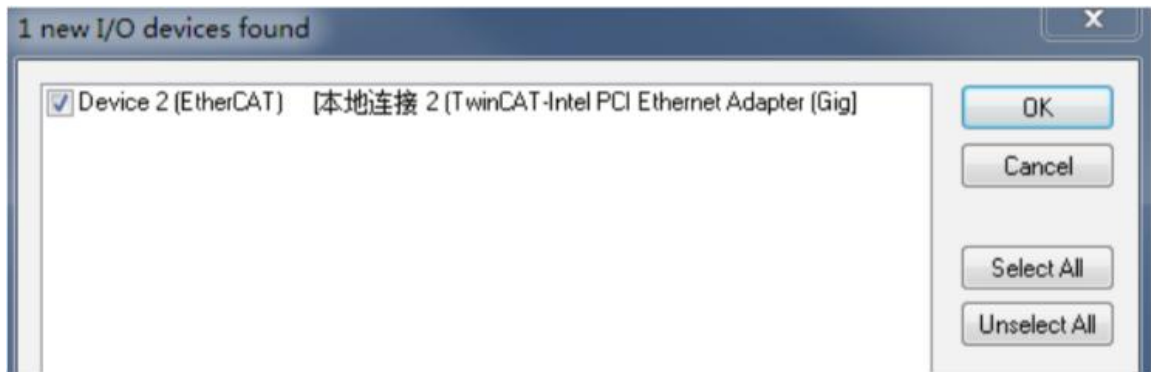 1 new I/O devices found
Device 2 (EtherCAT) [本地连接 2 (TwinCAT-Intel PCI Ethernet Adapter (Gig]
OK
Cancel
Select All
Unselect All